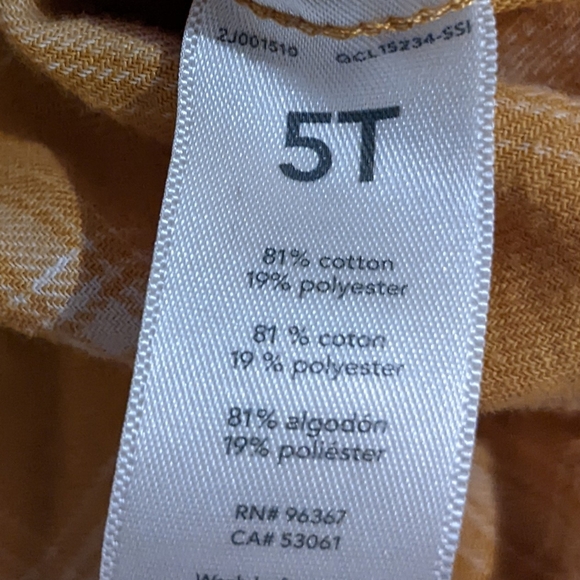 2J001510 QCL15234-SSI
5T
81% cotton
19% polyester
81 % coton
19 % polyester
81% algodón
19% poliéster
RN# 96367
CA# 53061